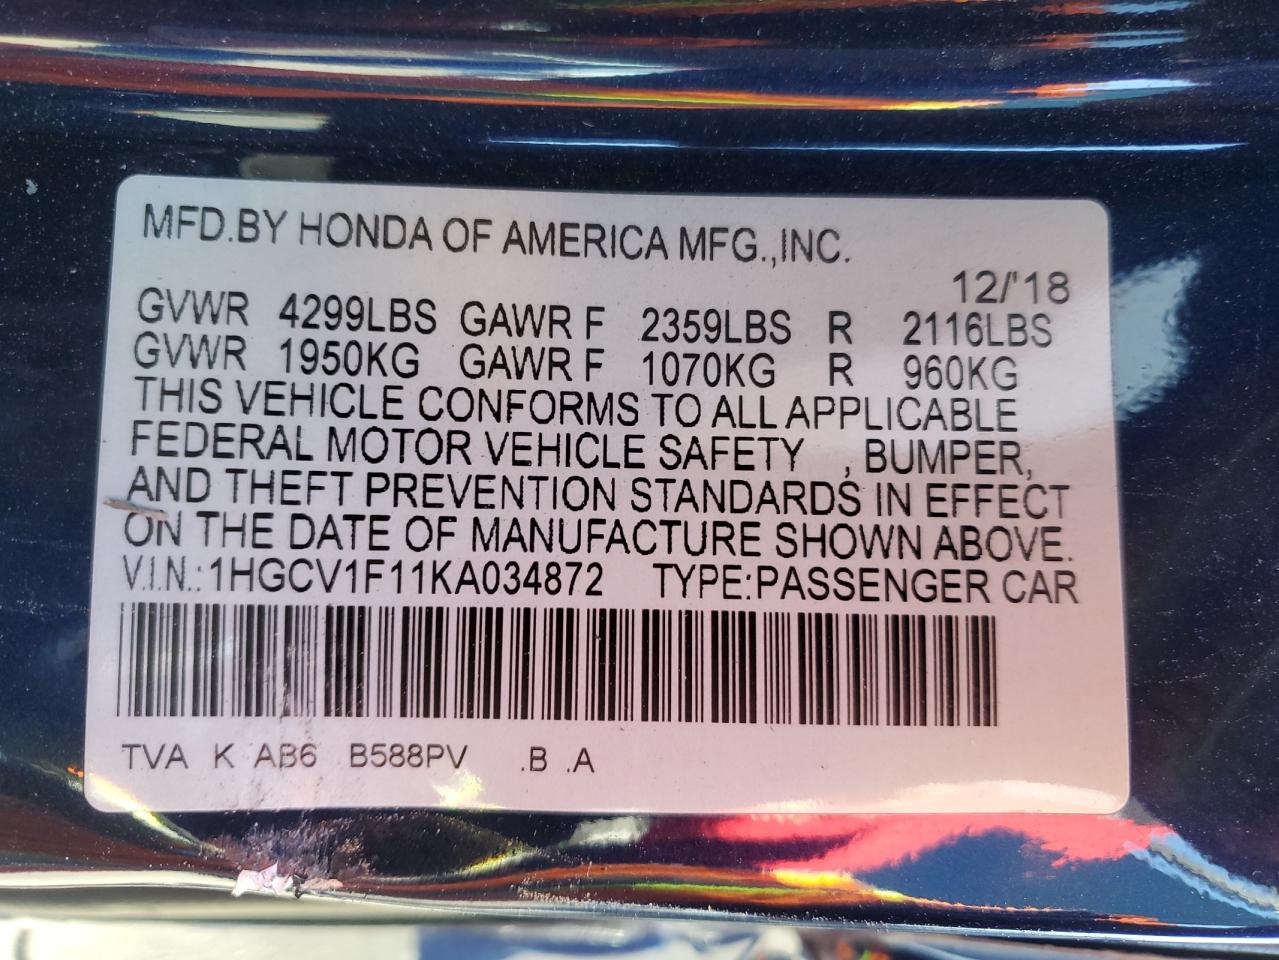 MFD.BY HONDA OF AMERICA MFG.,INC.
12/'18
GVWR 4299LBS GAWR F 2359LBS R 2116LBS
GVWR 1950KG GAWR F 1070KG R 960KG
THIS VEHICLE CONFORMS TO ALL APPLICABLE
FEDERAL MOTOR VEHICLE SAFETY , BUMPER,
AND THEFT PREVENTION STANDARDS IN EFFECT
ON THE DATE OF MANUFACTURE SHOWN ABOVE.
V.I.N.:1HGCV1F11KA034872 TYPE:PASSENGER CAR
TVA K AB6 B588PV .B .A